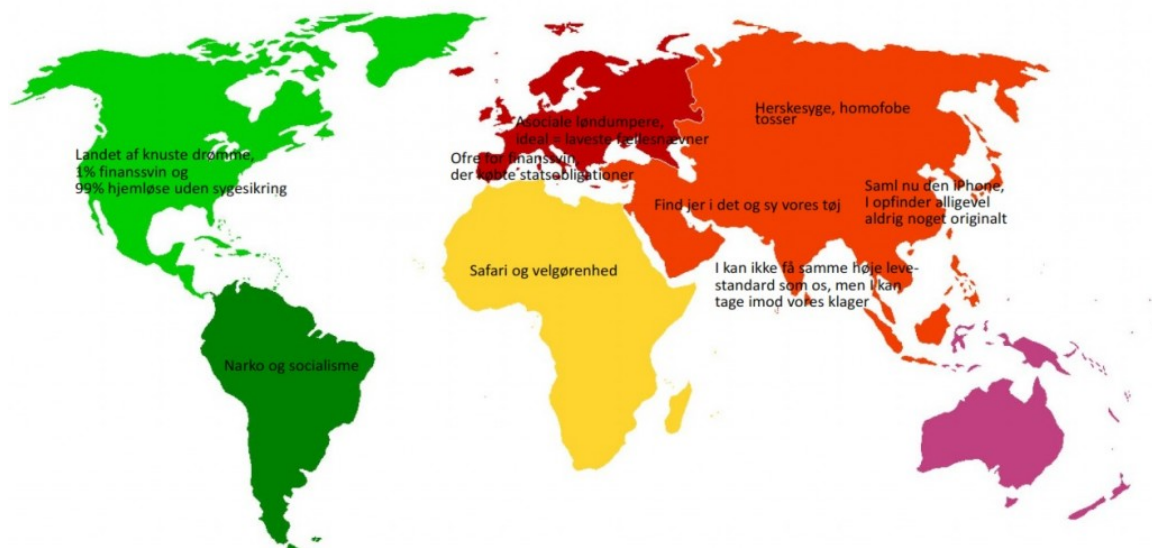 Herskesyge, homofobe
tosser
Asociale løndumpere,
ideal = laveste fællesnævner
Landet af knuste drømme,
1% finanssvin og
99% hjemløse uden sygesikring
Ofre for finanssvin,
der købte statsobligationer
Saml nu den iPhone,
I opfinder alligevel
aldrig noget originalt
Find jer i det og sy vores tøj
Safari og velgørenhed
I kan ikke få samme høje leve-
standard som os, men I kan
tage imod vores klager
Narko og socialisme